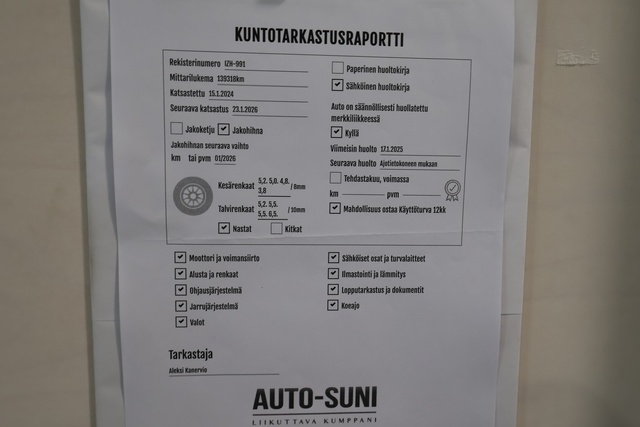 KUNTOTARKASTUSRAPORTTI
Rekisterinumero IZH-991
Mittarilukema 139318km
Katsastettu 15.1.2024
Seuraava katsastus 23.1.2026
Jakoketju Jakohihna
Jakohihnan seuraava vaihto
km tai pvm 01/2026
Kesärenkaat 5,2. 5,0. 4,8. 3,8 / 8mm
Talvirenkaat 5,2. 5,5. 5,5. 6,5. / 10mm
Nastat Kitkat
Paperinen huoltokirja
Sähköinen huoltokirja
Auto on säännöllisesti huollatettu
merkkiliikkeessä
Kyllä
Viimeisin huolto 17.1.2025
Seuraava huolto Ajotietokoneen mukaan
Tehdastakuu, voimassa
km pvm
Mahdollisuus ostaa Käyttöturva 12kk
Moottori ja voimansiirto
Alusta ja renkaat
Ohjausjärjestelmä
Jarrujärjestelmä
Valot
Sähköiset osat ja turvalaitteet
Ilmastointi ja lämmitys
Lopputarkastus ja dokumentit
Koeajo
Tarkastaja
Aleksi Kanervio
AUTO-SUNI
LIIKUTTAVA KUMPPANI